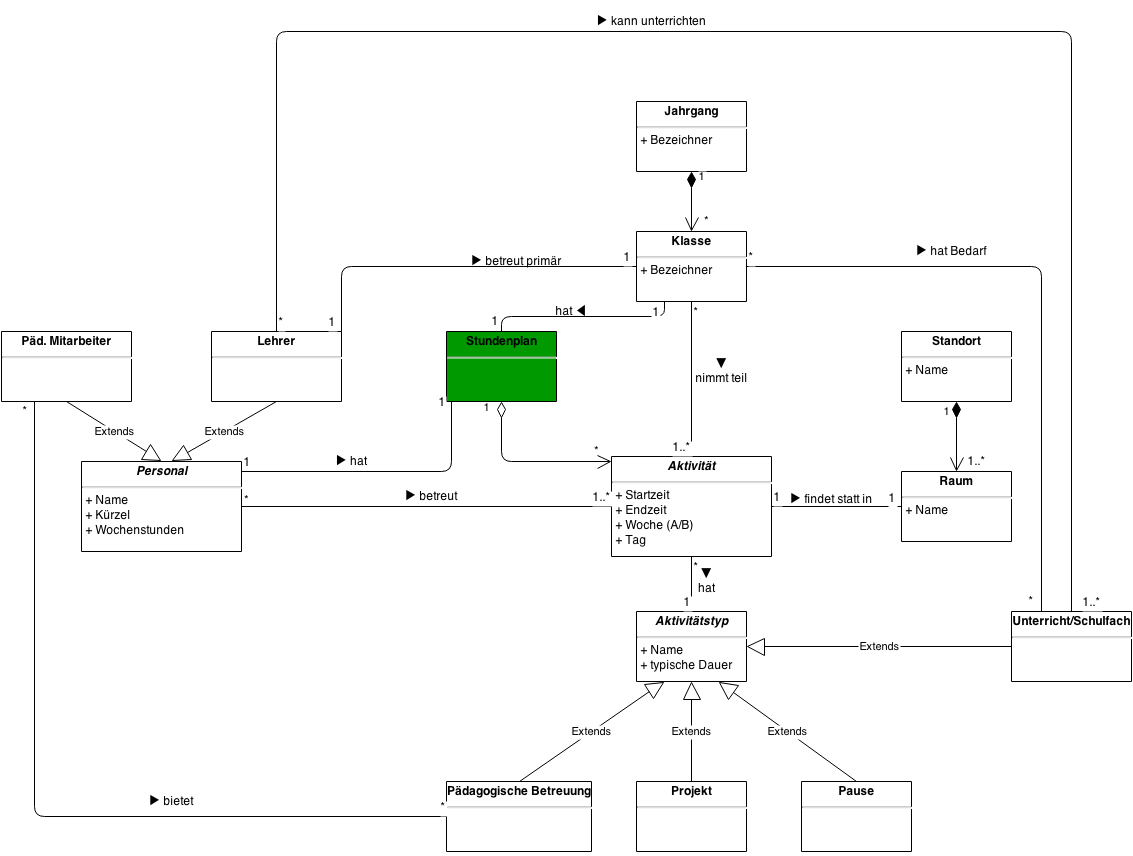 ▶ kann unterrichten
Jahrgang
+ Bezeichner
1
*
Klasse
+ Bezeichner
▶ betreut primär
1
*
▶ hat Bedarf
hat ◀
1
1
*
*
1
Päd. Mitarbeiter
Lehrer
Stundenplan
▼
nimmt teil
Standort
+ Name
*
1
1
1
Extends
Extends
*
1..*
1..*
Personal
+ Name
+ Kürzel
+ Wochenstunden
1
▶ hat
*
▶ betreut
1..*
Aktivität
+ Startzeit
+ Endzeit
+ Woche (A/B)
+ Tag
1
▶ findet statt in
1
Raum
+ Name
*
▼
hat
1
*
1..*
Aktivitätstyp
+ Name
+ typische Dauer
Extends
Unterricht/Schulfach
Extends
Extends
Extends
▶ bietet
*
Pädagogische Betreuung
Projekt
Pause